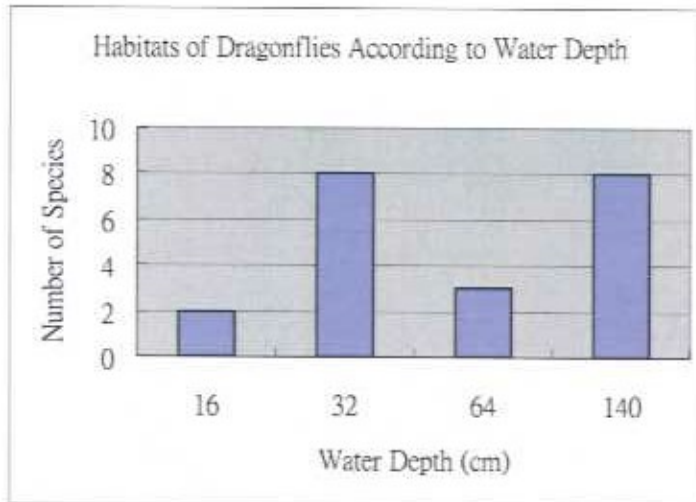 Habitats of Dragonflies According to Water Depth
Number of Species
10
8
6
4
2
0
16 32 64 140
Water Depth (cm)